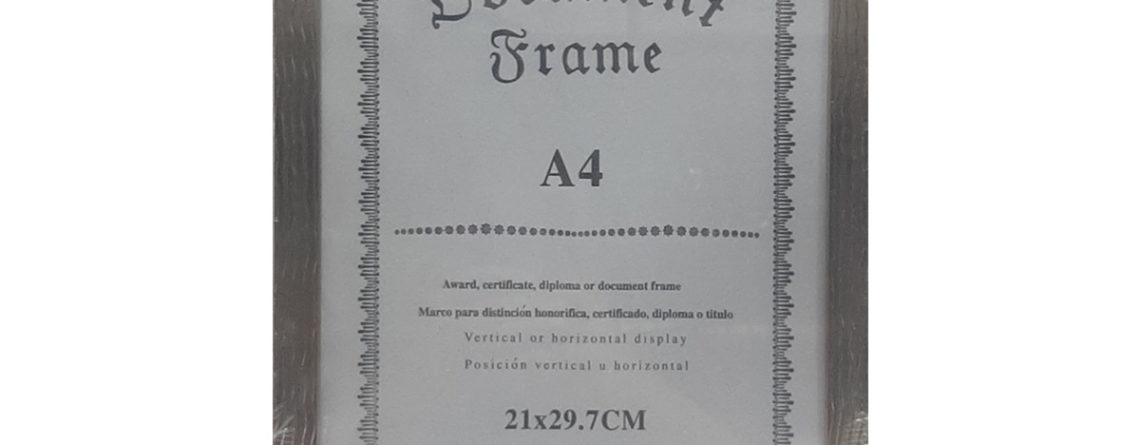 Document
Frame
A4
Award, certificate, diploma or document frame
Marco para distinción honorifica, certificado, diploma o titulo
Vertical or horizontal display
Posición vertical u horizontal
21x29.7CM